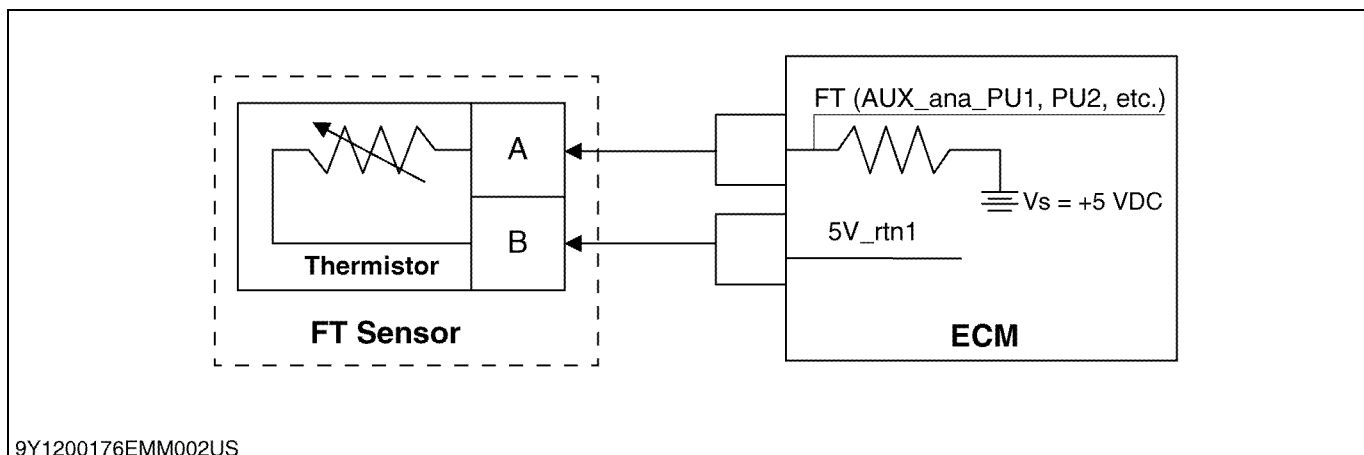 FT (AUX_ana_PU1, PU2, etc.)
A
Vs = +5 VDC
B
5V_rtn1
Thermistor
FT Sensor
ECM
9Y1200176EMM002US